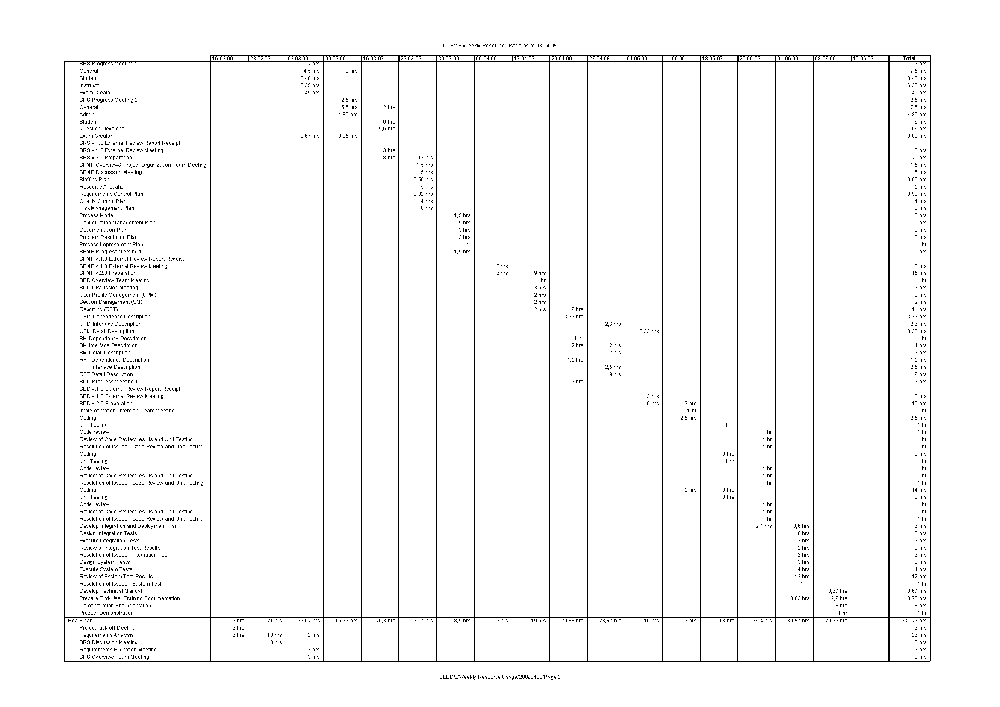 OLEMS Weekly Resource Usage as of 08.04.09
16.02.09 23.02.09 02.03.09 09.03.09 16.03.09 23.03.09 30.03.09 06.04.09 13.04.09 20.04.09 27.04.09 04.05.09 11.05.09 18.05.09 25.05.09 01.06.09 08.06.09 15.06.09 Total
SRS Progress Meeting 1 2 hrs 2 hrs
General 4,5 hrs 3 hrs 7,5 hrs
Student 3,48 hrs 3,48 hrs
Instructor 6,35 hrs 6,35 hrs
Exam Creator 1,45 hrs 1,45 hrs
SRS Progress Meeting 2 2,5 hrs 2,5 hrs
General 5,5 hrs 2 hrs 7,5 hrs
Admin 4,85 hrs 4,85 hrs
Student 6 hrs 6 hrs
Question Developer 9,6 hrs 9,6 hrs
Exam Creator 2,67 hrs 0,35 hrs 3,02 hrs
SRS v.1.0 External Review Report Receipt
SRS v.1.0 External Review Meeting 3 hrs 3 hrs
SRS v.2.0 Preparation 8 hrs 12 hrs 20 hrs
SPMP Overview& Project Organization Team Meeting 1,5 hrs 1,5 hrs
SPMP Discussion Meeting 1,5 hrs 1,5 hrs
Staffing Plan 0,55 hrs 0,55 hrs
Resource Allocation 5 hrs 5 hrs
Requirements Control Plan 0,92 hrs 0,92 hrs
Quality Control Plan 4 hrs 4 hrs
Risk Management Plan 8 hrs 8 hrs
Process Model 1,5 hrs 1,5 hrs
Configuration Management Plan 5 hrs 5 hrs
Documentation Plan 3 hrs 3 hrs
Problem Resolution Plan 3 hrs 3 hrs
Process Improvement Plan 1 hr 1 hr
SPMP Progress Meeting 1 1,5 hrs 1,5 hrs
SPMP v.1.0 External Review Report Receipt
SPMP v.1.0 External Review Meeting 3 hrs 3 hrs
SPMP v.2.0 Preparation 6 hrs 9 hrs 15 hrs
SDD Overview Team Meeting 1 hr 1 hr
SDD Discussion Meeting 3 hrs 3 hrs
User Profile Management (UPM) 2 hrs 2 hrs
Section Management (SM) 2 hrs 2 hrs
Reporting (RPT) 2 hrs 9 hrs 11 hrs
UPM Dependency Description 3,33 hrs 3,33 hrs
UPM Interface Description 2,6 hrs 2,6 hrs
UPM Detail Description 3,33 hrs 3,33 hrs
SM Dependency Description 1 hr 1 hr
SM Interface Description 2 hrs 2 hrs 4 hrs
SM Detail Description 2 hrs 2 hrs
RPT Dependency Description 1,5 hrs 1,5 hrs
RPT Interface Description 2,5 hrs 2,5 hrs
RPT Detail Description 9 hrs 9 hrs
SDD Progress Meeting 1 2 hrs 2 hrs
SDD v.1.0 External Review Report Receipt
SDD v.1.0 External Review Meeting 3 hrs 3 hrs
SDD v.2.0 Preparation 6 hrs 9 hrs 15 hrs
Implementation Overview Team Meeting 1 hr 1 hr
Coding 2,5 hrs 2,5 hrs
Unit Testing 1 hr 1 hr
Code review 1 hr 1 hr
Review of Code Review results and Unit Testing 1 hr 1 hr
Resolution of Issues - Code Review and Unit Testing 1 hr 1 hr
Coding 9 hrs 9 hrs
Unit Testing 1 hr 1 hr
Code review 1 hr 1 hr
Review of Code Review results and Unit Testing 1 hr 1 hr
Resolution of Issues - Code Review and Unit Testing 1 hr 1 hr
Coding 5 hrs 9 hrs 14 hrs
Unit Testing 3 hrs 3 hrs
Code review 1 hr 1 hr
Review of Code Review results and Unit Testing 1 hr 1 hr
Resolution of Issues - Code Review and Unit Testing 1 hr 1 hr
Develop Integration and Deployment Plan 2,4 hrs 3,6 hrs 6 hrs
Design Integration Tests 6 hrs 6 hrs
Execute Integration Tests 3 hrs 3 hrs
Review of Integration Test Results 2 hrs 2 hrs
Resolution of Issues - Integration Test 2 hrs 2 hrs
Design System Tests 3 hrs 3 hrs
Execute System Tests 4 hrs 4 hrs
Review of System Test Results 12 hrs 12 hrs
Resolution of Issues - System Test 1 hr 1 hr
Develop Technical Manual 3,67 hrs 3,67 hrs
Prepare End-User Training Documentation 0,83 hrs 2,9 hrs 3,73 hrs
Demonstration Site Adaptation 8 hrs 8 hrs
Product Demonstration 1 hr 1 hr
Eda Ercan 9 hrs 21 hrs 22,62 hrs 16,33 hrs 20,3 hrs 30,7 hrs 8,5 hrs 9 hrs 19 hrs 20,88 hrs 23,62 hrs 16 hrs 13 hrs 13 hrs 36,4 hrs 30,97 hrs 20,92 hrs 331,23 hrs
Project Kick-off Meeting 3 hrs 3 hrs
Requirements Analysis 6 hrs 18 hrs 2 hrs 26 hrs
SRS Discussion Meeting 3 hrs 3 hrs
Requirements Elicitation Meeting 3 hrs 3 hrs
SRS Overview Team Meeting 3 hrs 3 hrs
OLEMS/Weekly Resource Usage/20090408/Page 2